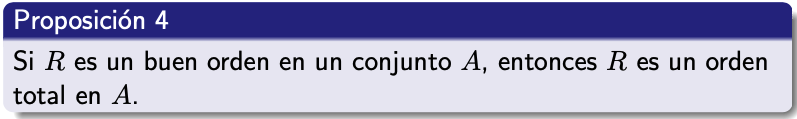 Proposición 4
Si R es un buen orden en un conjunto A, entonces R es un orden
total en A.